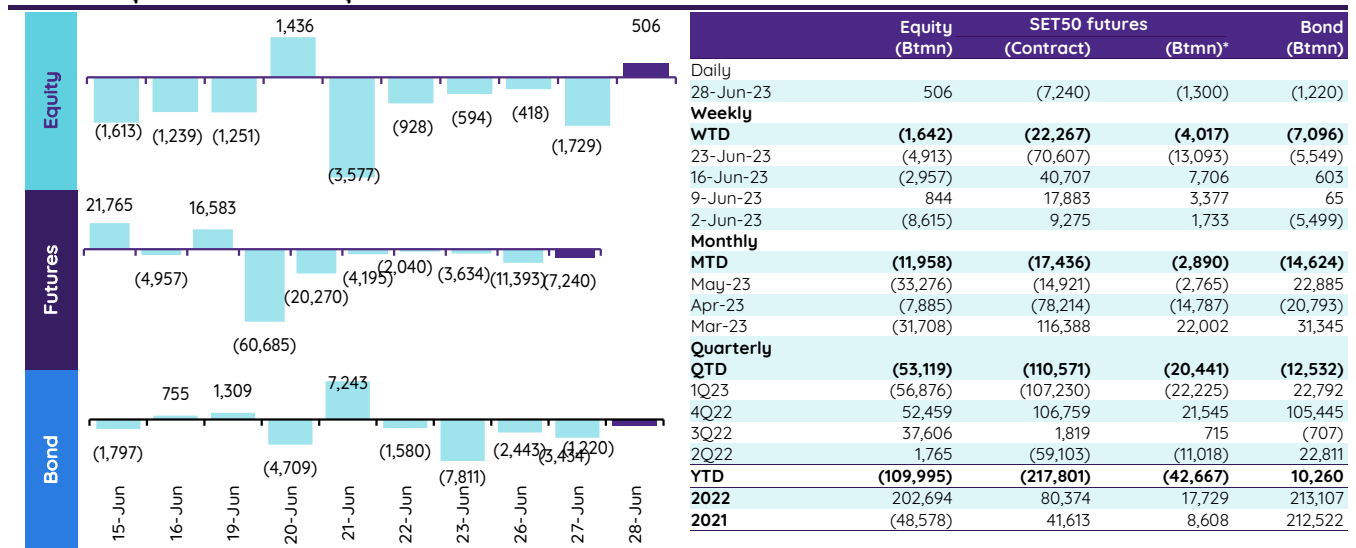 Equity
1,436
506
(1,613) (1,239) (1,251)
(928) (594) (418)
(1,729)
(3,577)
Futures
21,765 16,583
(4,957)
(60,685)
(20,270)
(4,195)
(2,040)
(3,634)
(11,393)
(7,240)
Bond
755 1,309 7,243
(1,797)
(4,709)
(1,580)
(7,811)
(2,443)
(3,434)
(1,220)
15-Jun 16-Jun 19-Jun 20-Jun 21-Jun 22-Jun 23-Jun 26-Jun 27-Jun 28-Jun
Equity SET50 futures Bond
(Btmn) (Contract) (Btmn)* (Btmn)
Daily
28-Jun-23 506 (7,240) (1,300) (1,220)
Weekly
WTD (1,642) (22,267) (4,017) (7,096)
23-Jun-23 (4,913) (70,607) (13,093) (5,549)
16-Jun-23 (2,957) 40,707 7,706 603
9-Jun-23 844 17,883 3,377 65
2-Jun-23 (8,615) 9,275 1,733 (5,499)
Monthly
MTD (11,958) (17,436) (2,890) (14,624)
May-23 (33,276) (14,921) (2,765) 22,885
Apr-23 (7,885) (78,214) (14,787) (20,793)
Mar-23 (31,708) 116,388 22,002 31,345
Quarterly
QTD (53,119) (110,571) (20,441) (12,532)
1Q23 (56,876) (107,230) (22,225) 22,792
4Q22 52,459 106,759 21,545 105,445
3Q22 37,606 1,819 715 (707)
2Q22 1,765 (59,103) (11,018) 22,811
YTD (109,995) (217,801) (42,667) 10,260
2022 202,694 80,374 17,729 213,107
2021 (48,578) 41,613 8,608 212,522